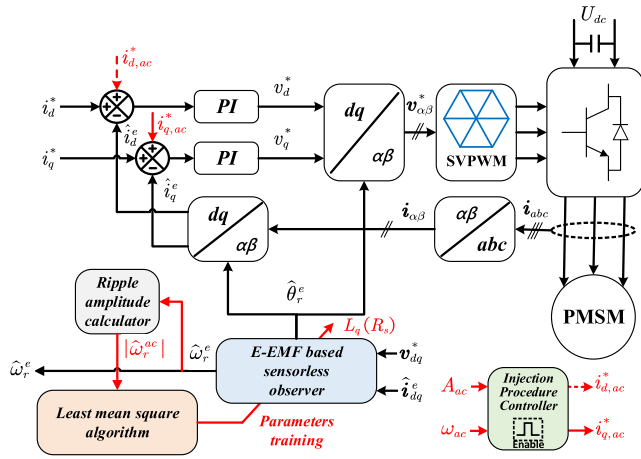 U_dc
i*_d,ac
i*_d
PI
v*_d
dq
αβ
v*_αβ
SVPWM
î^e_d
i*_q,ac
i*_q
PI
v*_q
î^e_q
dq
αβ
i_αβ
αβ
abc
i_abc
PMSM
Ripple
amplitude
calculator
θ̂^e_r
L_q(R_s)
|ω̂^ac_r|
ω̂^e_r
ω̂^e_r
E-EMF based
sensorless
observer
v*_dq
î^e_dq
Least mean square
algorithm
Parameters
training
A_ac
ω_ac
Injection
Procedure
Controller
Enable
i*_d,ac
i*_q,ac